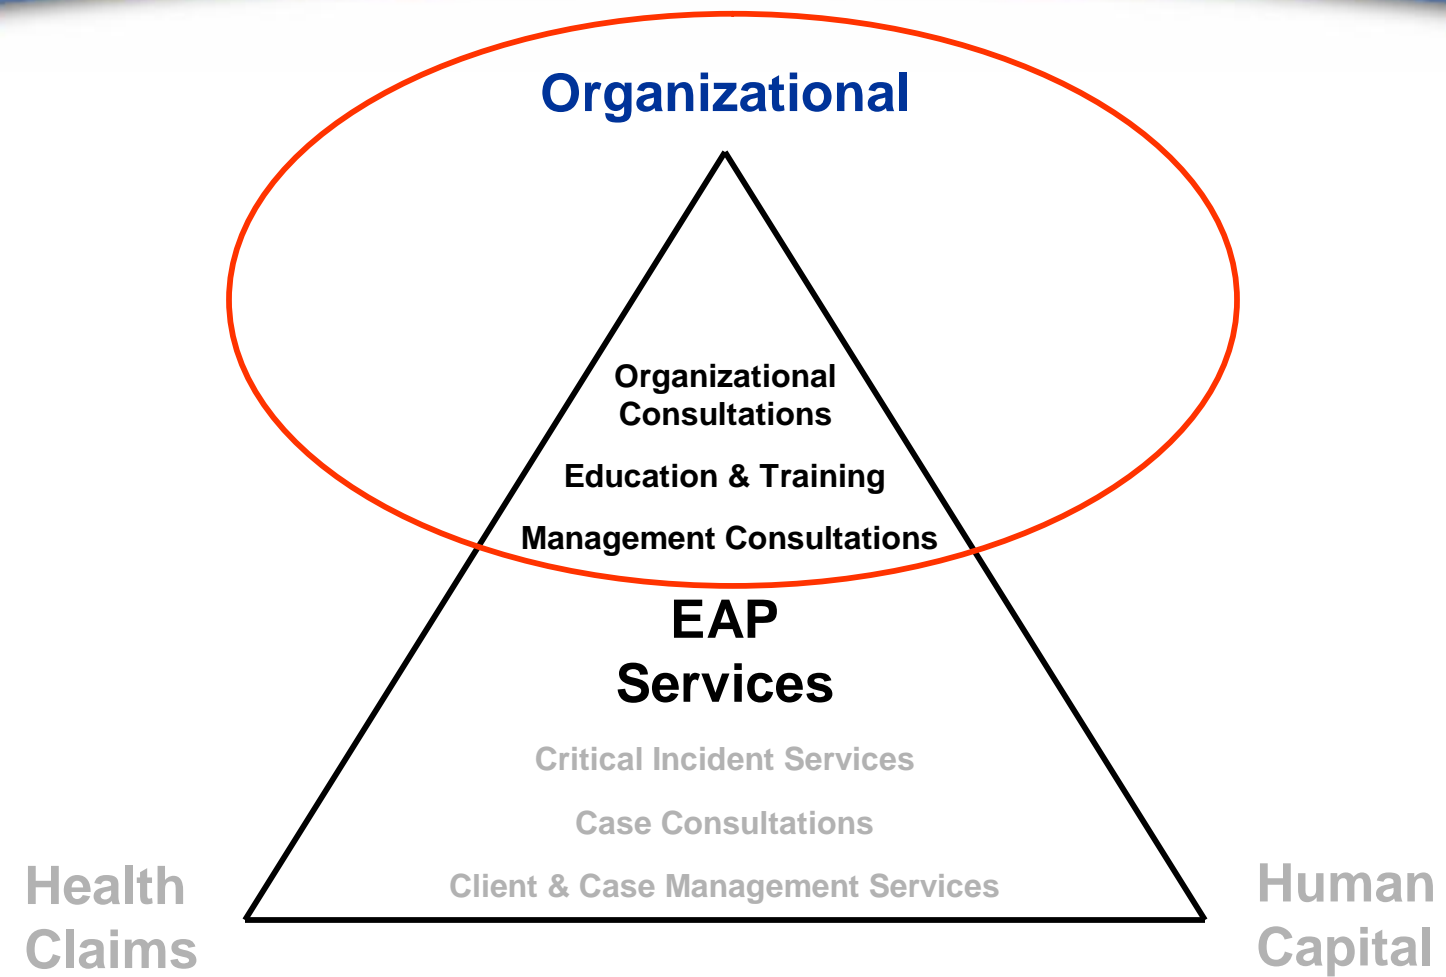 Organizational
Organizational
Consultations
Education & Training
Management Consultations
EAP
Services
Critical Incident Services
Case Consultations
Client & Case Management Services
Health
Claims
Human
Capital